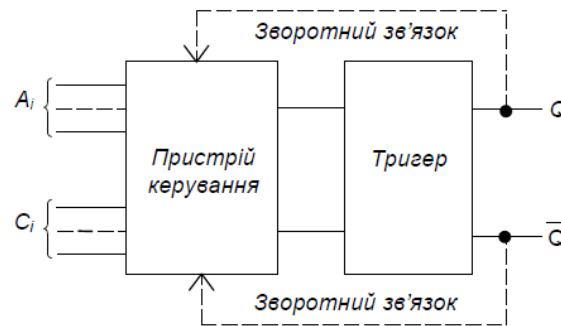 Зворотний зв'язок
Aᵢ
Q
Пристрій
керування
Тригер
Cᵢ
Q̅
Зворотний зв'язок